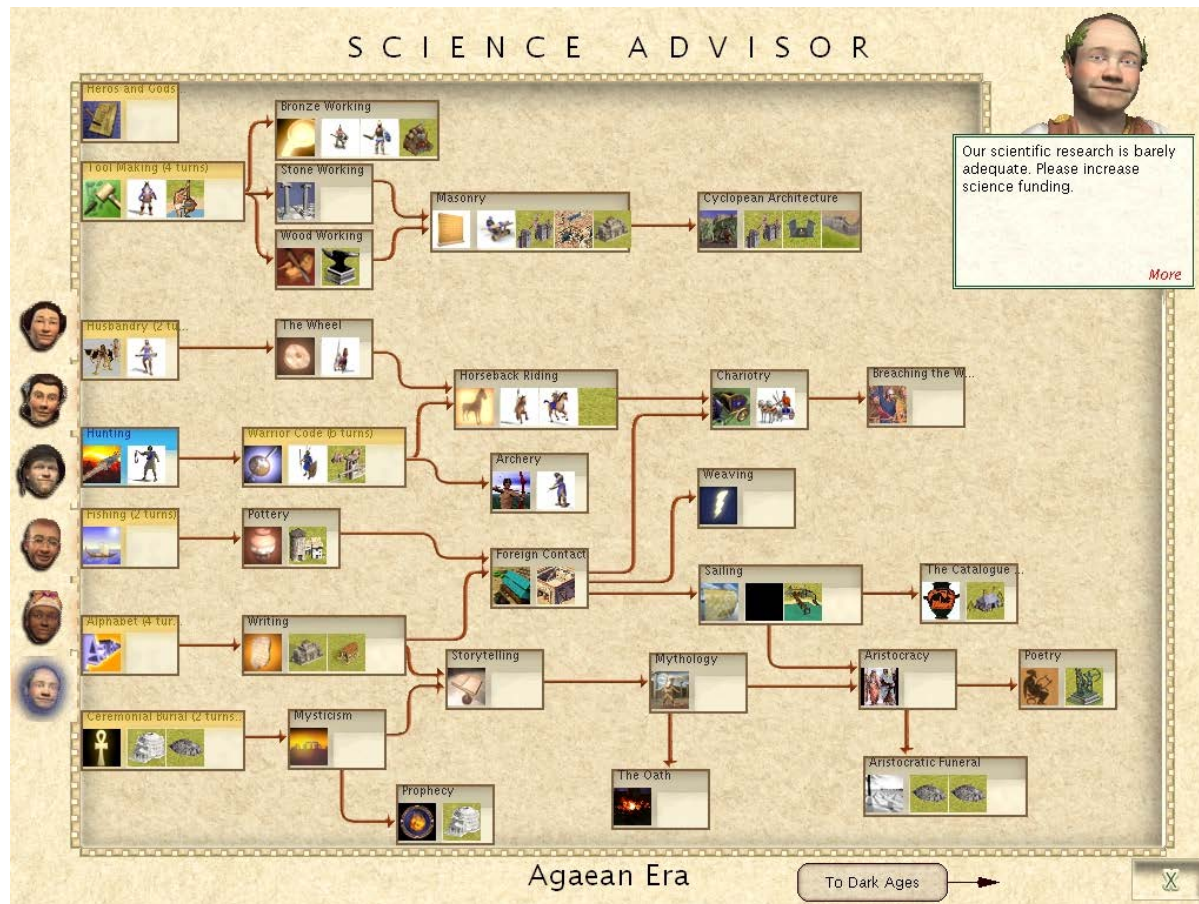 SCIENCE ADVISOR
Heros and Gods
Bronze Working
Our scientific research is barely
adequate. Please increase
science funding.
More
Tool Making (4 turns)
Stone Working
Masonry
Cyclopean Architecture
Wood Working
Husbandry (2 tu...
The Wheel
Horseback Riding
Chariotry
Breaching the W...
Hunting
Warrior Code (6 turns)
Archery
Weaving
Fishing (2 turns)
Pottery
Foreign Contact
Sailing
The Catalogue ...
Alphabet (4 tur...
Writing
Storytelling
Mythology
Aristocracy
Poetry
Ceremonial Burial (2 turns...
Mysticism
The Oath
Aristocratic Funeral
Prophecy
Agaean Era
To Dark Ages
X